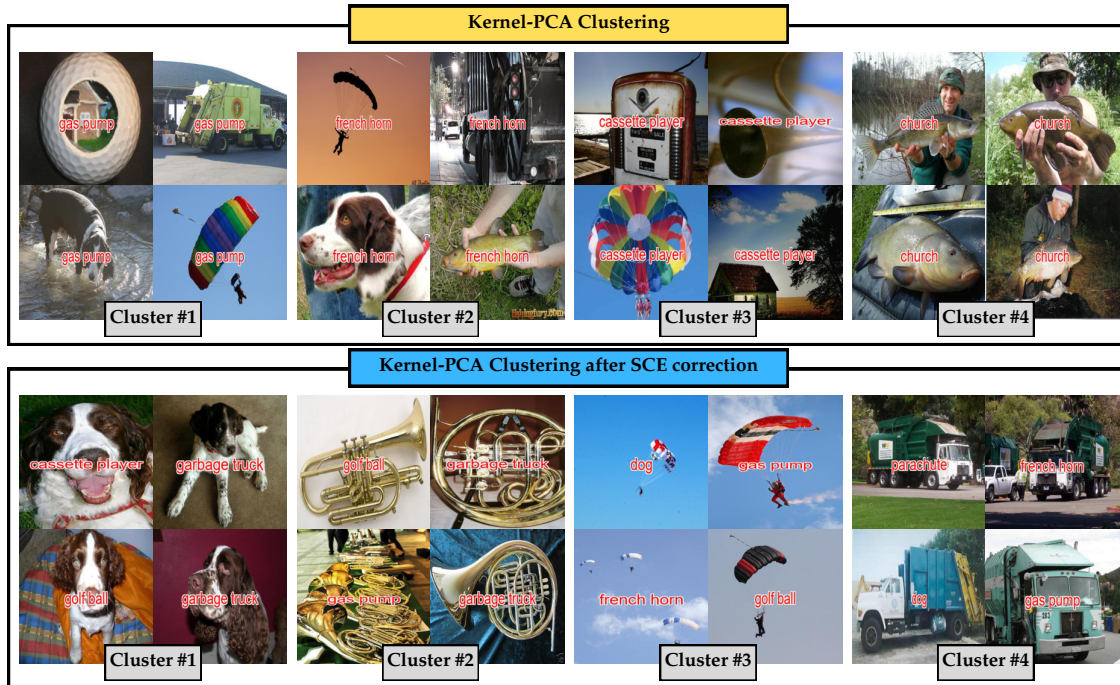 Kernel-PCA Clustering
gas pump
gas pump
french horn
french horn
cassette player
cassette player
church
church
gas pump
gas pump
french horn
french horn
cassette player
cassette player
church
church
Cluster #1
Cluster #2
Cluster #3
Cluster #4
Kernel-PCA Clustering after SCE correction
cassette player
garbage truck
golf ball
garbage truck
dog
gas pump
parachute
french horn
golf ball
garbage truck
gas pump
garbage truck
french horn
golf ball
dog
gas pump
Cluster #1
Cluster #2
Cluster #3
Cluster #4